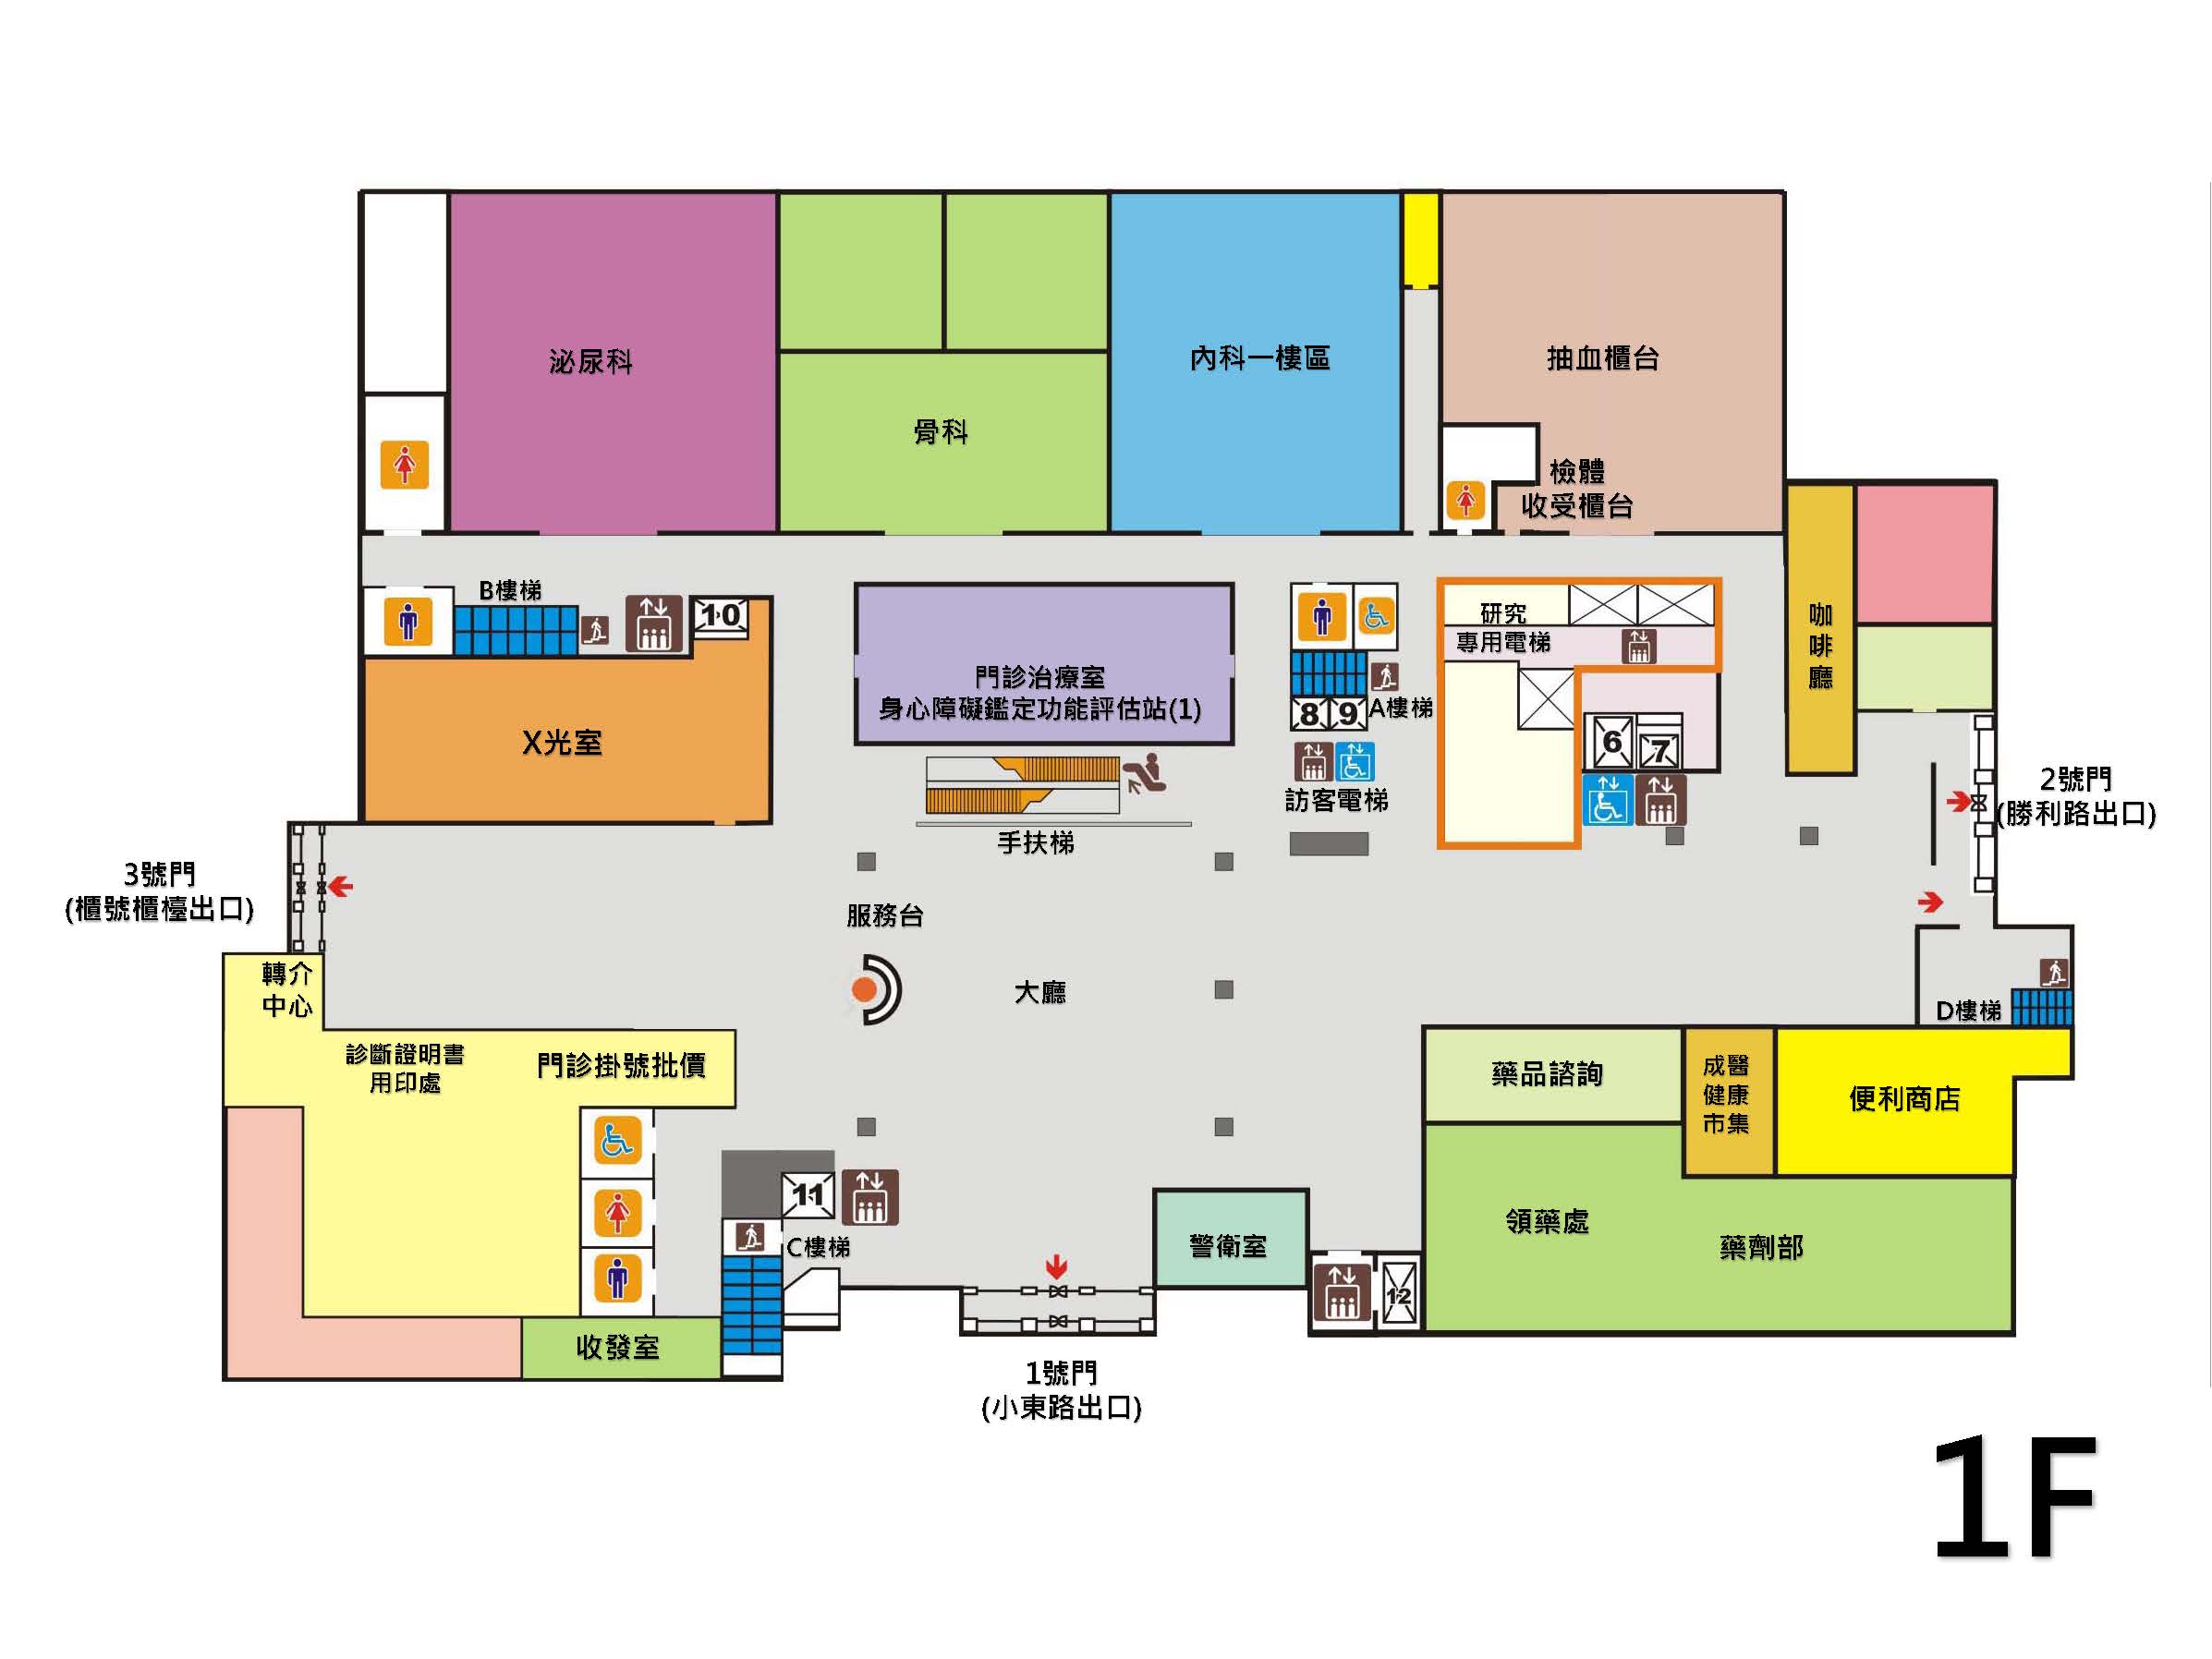 泌尿科
骨科
內科一樓區
抽血櫃台
檢體
收受櫃台
B樓梯
10
門診治療室
身心障礙鑑定功能評估站(1)
研究
專用電梯
咖
啡
廳
8 9
A樓梯
訪客電梯
6
7
X光室
手扶梯
2號門
(勝利路出口)
3號門
(櫃號櫃檯出口)
服務台
大廳
轉介
中心
D樓梯
診斷證明書
用印處
門診掛號批價
藥品諮詢
成醫
健康
市集
便利商店
11
C樓梯
警衛室
領藥處
藥劑部
12
收發室
1號門
(小東路出口)
1F